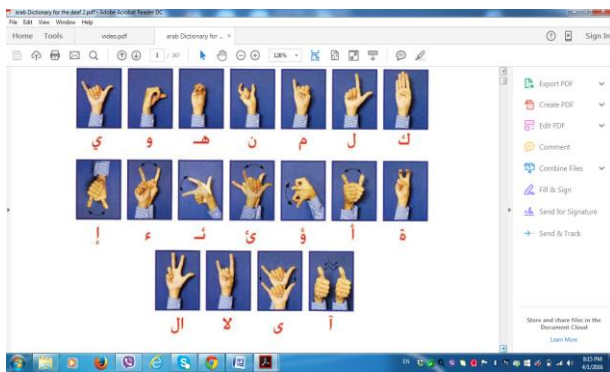 arab Dictionary for the deaf 2.pdf - Adobe Acrobat Reader DC
File Edit View Window Help
Home Tools video.pdf arab Dictionary for ... × Sign In
1 / 367 126%
ك ل م ن هـ و ي
ة أ ؤ ئ ئـ ء إ
آ ى لا ال
Export PDF
Create PDF
Edit PDF
Comment
Combine Files
Fill & Sign
Send for Signature
Send & Track
Store and share files in the
Document Cloud
Learn More
EN 8:15 PM
4/1/2016